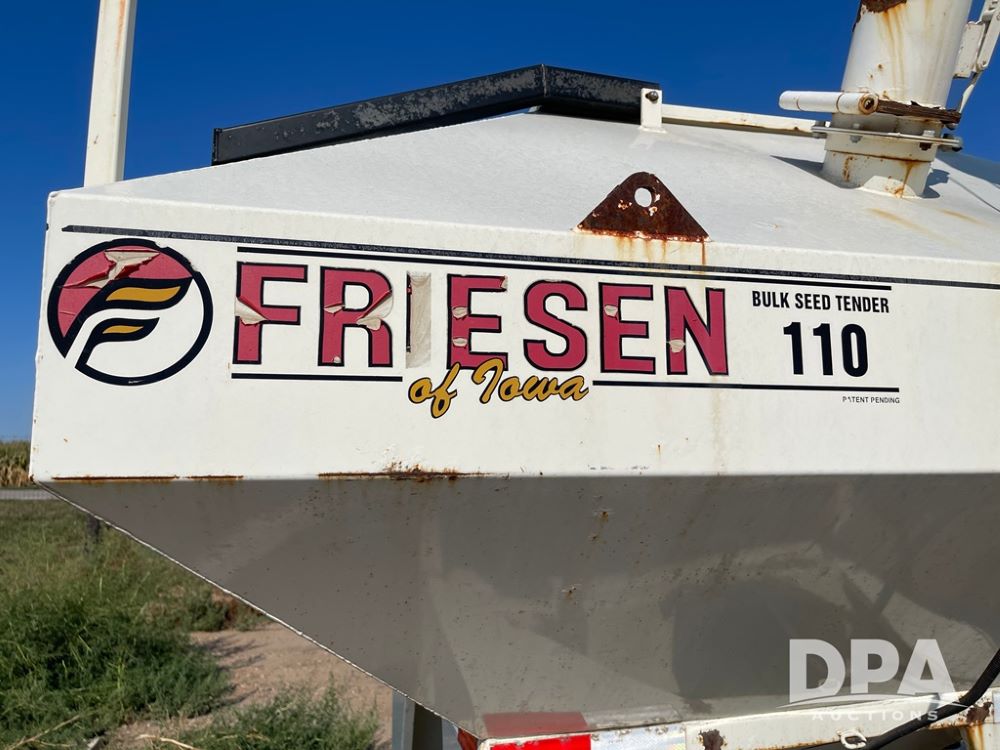 FRIESEN
of Iowa
BULK SEED TENDER
110
PATENT PENDING
DPA
AUCTIONS